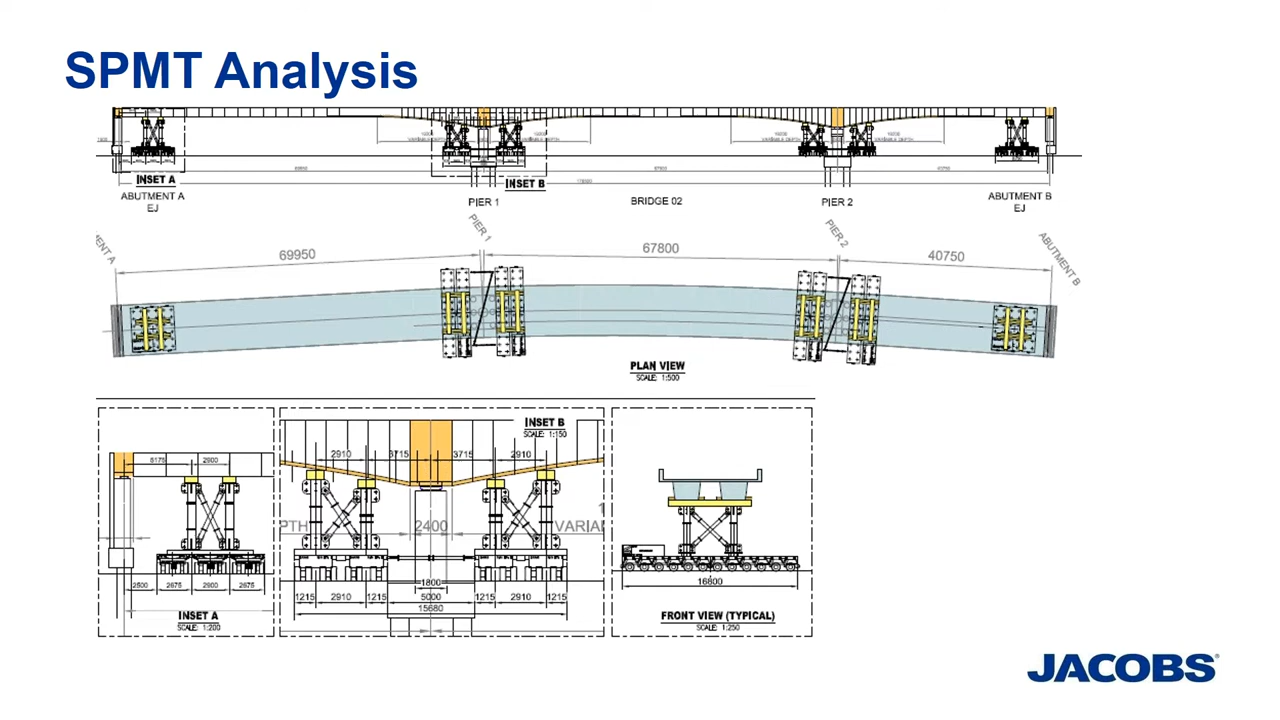 SPMT Analysis
INSET A
INSET B
ABUTMENT A
EJ
PIER 1
BRIDGE 02
PIER 2
ABUTMENT B
EJ
PIER 1
PIER 2
ABUTMENT B
69950
67800
40750
PLAN VIEW
SCALE: 1:500
INSET B
SCALE: 1:150
2910
3715
3715
2910
2900
2400
1800
2500
2675
2900
2675
1215
2910
1215
5000
1215
2910
1215
15680
INSET A
SCALE: 1:200
16800
FRONT VIEW (TYPICAL)
SCALE: 1:250
JACOBS